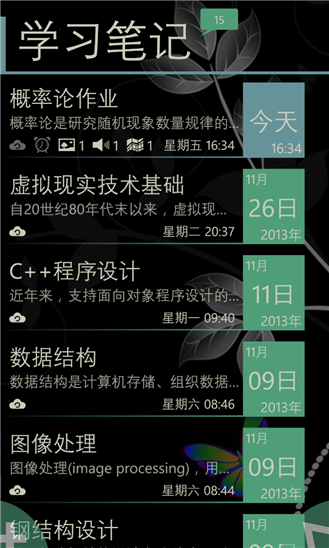 15
学习笔记
概率论作业
概率论是研究随机现象数量规律的...
1 1 1 星期五 16:34
今天
16:34
虚拟现实技术基础
自20世纪80年代末以来，虚拟现...
星期二 20:37
11月
26日
2013年
C++程序设计
近年来，支持面向对象程序设计的...
星期一 09:40
11月
11日
2013年
数据结构
数据结构是计算机存储、组织数据...
星期六 08:46
11月
09日
2013年
图像处理
图像处理(image processing)，用...
星期六 08:44
11月
09日
2013年
钢结构设计
11月